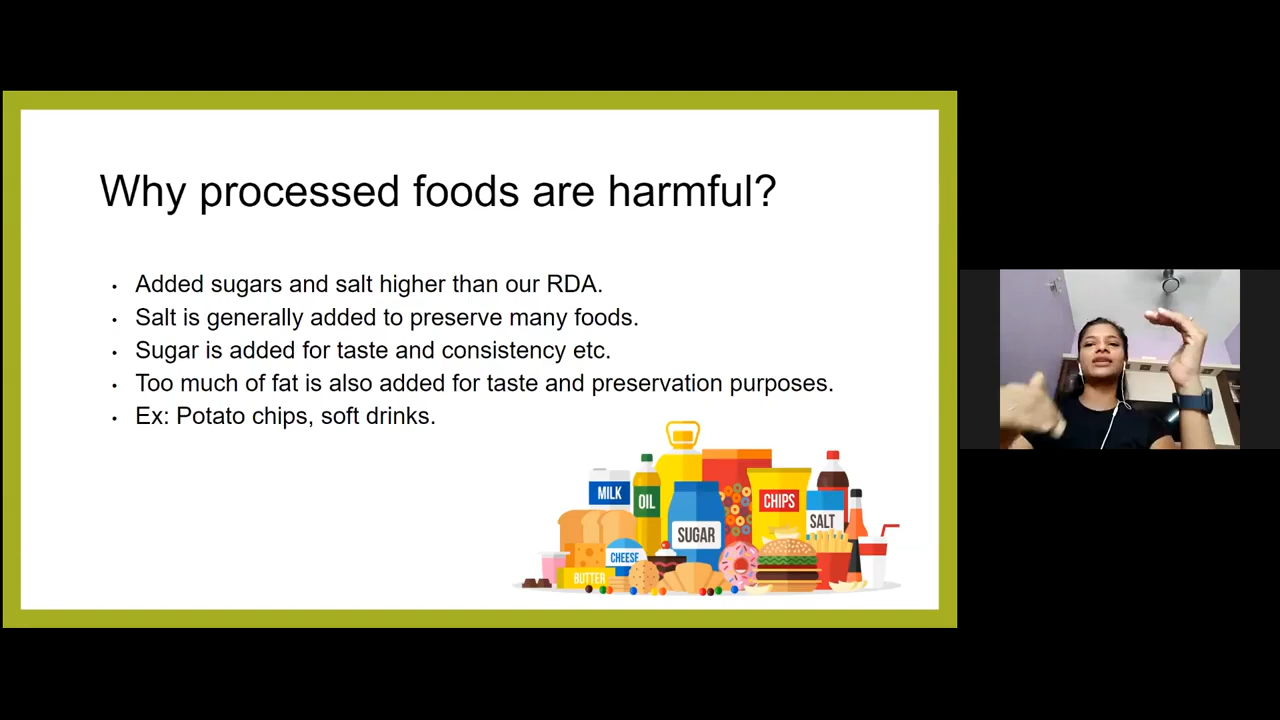 Why processed foods are harmful?
• Added sugars and salt higher than our RDA.
• Salt is generally added to preserve many foods.
• Sugar is added for taste and consistency etc.
• Too much of fat is also added for taste and preservation purposes.
• Ex: Potato chips, soft drinks.
MILK
OIL
CHIPS
SALT
SUGAR
CHEESE
BUTTER